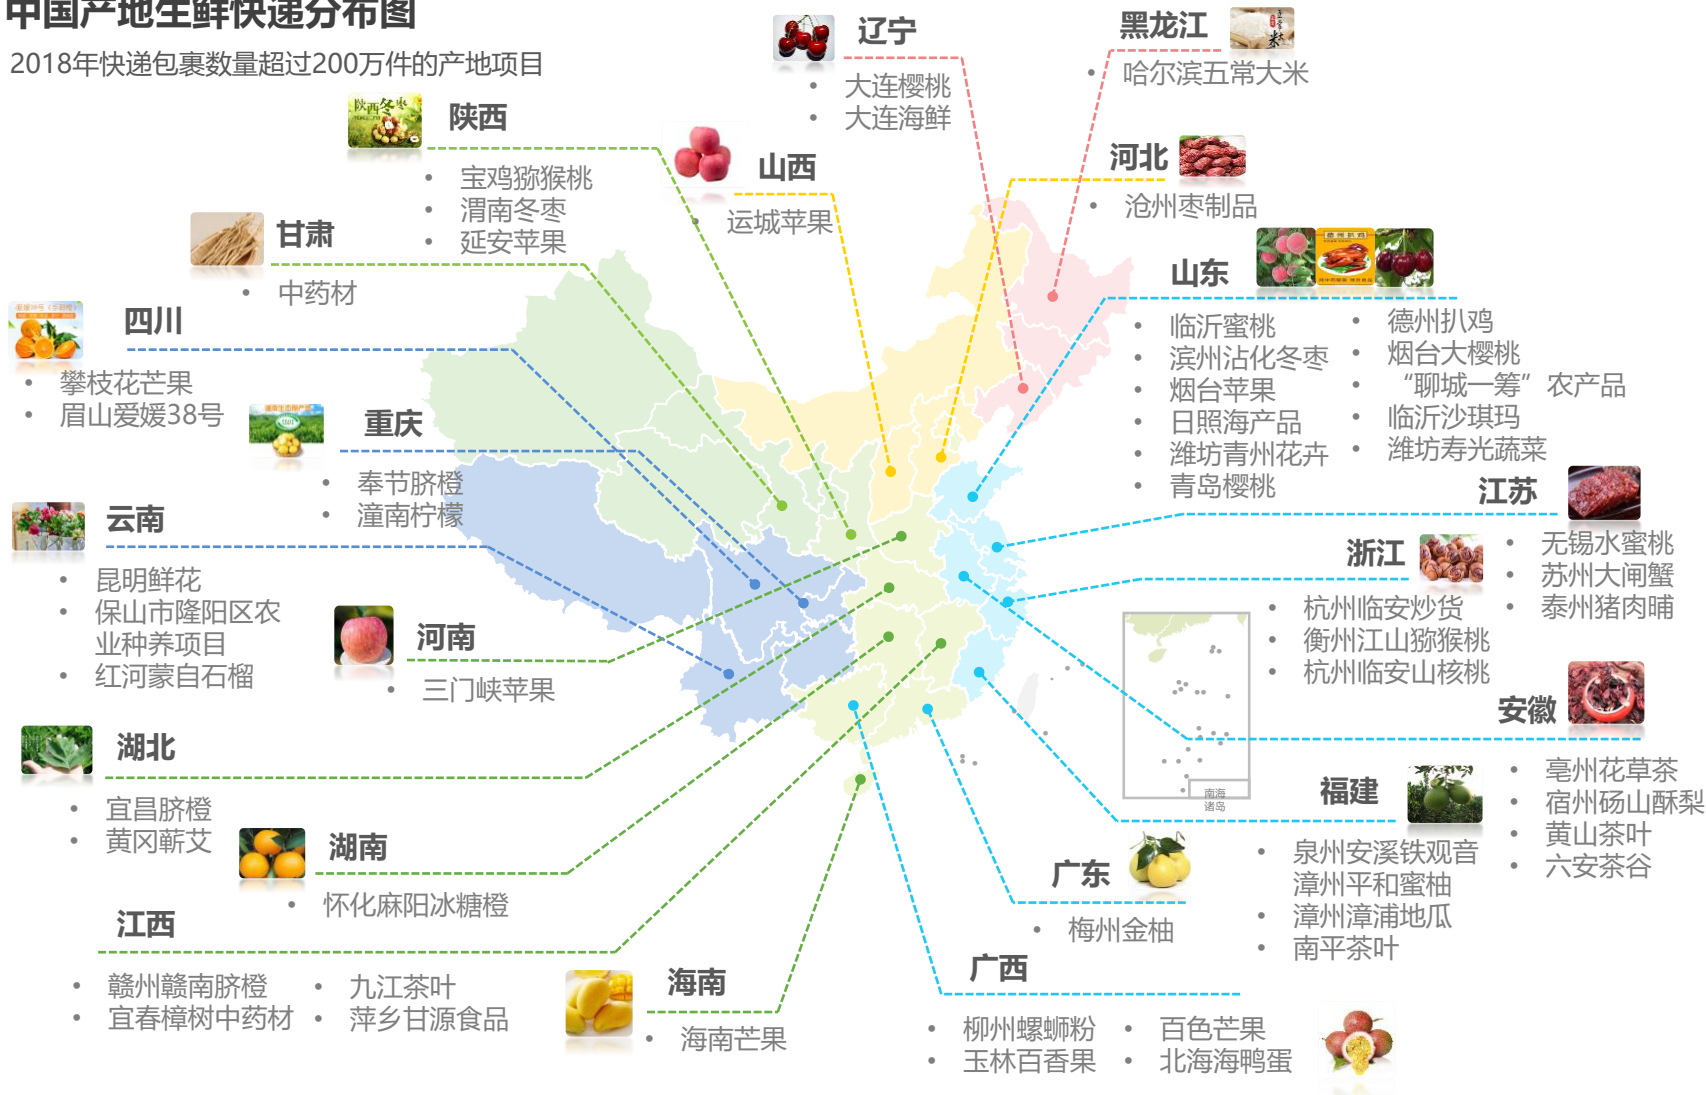 中国产地生鲜快递分布图
2018年快递包裹数量超过200万件的产地项目
辽宁
• 大连樱桃
• 大连海鲜
黑龙江
• 哈尔滨五常大米
陕西
• 宝鸡猕猴桃
• 渭南冬枣
• 延安苹果
山西
• 运城苹果
河北
• 沧州枣制品
甘肃
• 中药材
山东
• 临沂蜜桃
• 滨州沾化冬枣
• 烟台苹果
• 日照海产品
• 潍坊青州花卉
• 青岛樱桃
• 德州扒鸡
• 烟台大樱桃
• “聊城一筹”农产品
• 临沂沙琪玛
• 潍坊寿光蔬菜
四川
• 攀枝花芒果
• 眉山爱媛38号
重庆
• 奉节脐橙
• 潼南柠檬
江苏
• 无锡水蜜桃
• 苏州大闸蟹
• 泰州猪肉脯
云南
• 昆明鲜花
• 保山市隆阳区农
业种养项目
• 红河蒙自石榴
浙江
• 杭州临安炒货
• 衡州江山猕猴桃
• 杭州临安山核桃
河南
• 三门峡苹果
安徽
• 亳州花草茶
• 宿州砀山酥梨
• 黄山茶叶
• 六安茶谷
湖北
• 宜昌脐橙
• 黄冈蕲艾
福建
• 泉州安溪铁观音
漳州平和蜜柚
• 漳州漳浦地瓜
• 南平茶叶
南海
诸岛
湖南
• 怀化麻阳冰糖橙
广东
• 梅州金柚
江西
• 赣州赣南脐橙
• 宜春樟树中药材
• 九江茶叶
• 萍乡甘源食品
海南
• 海南芒果
广西
• 柳州螺蛳粉
• 玉林百香果
• 百色芒果
• 北海海鸭蛋
陕西冬枣
德州扒鸡